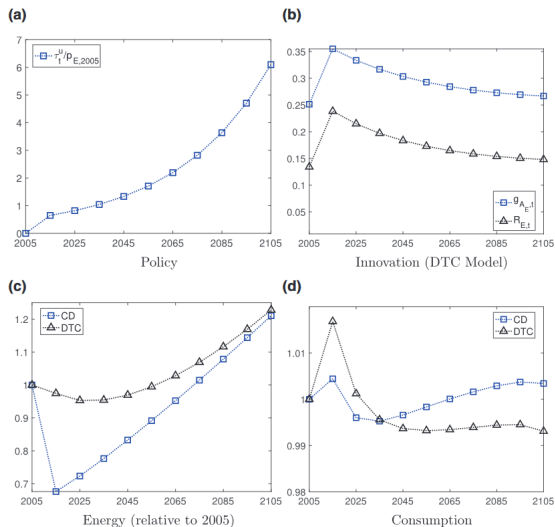 (a)
7
6
5
4
3
2
1
0
τₜᵘ/p_E,2005
2005 2025 2045 2065 2085 2105
Policy
(b)
0.35
0.3
0.25
0.2
0.15
0.1
0.05
g_A_E,t
R_E,t
2005 2025 2045 2065 2085 2105
Innovation (DTC Model)
(c)
1.2
1.1
1
0.9
0.8
0.7
CD
DTC
2005 2025 2045 2065 2085 2105
Energy (relative to 2005)
(d)
1.01
1
0.99
0.98
CD
DTC
2005 2025 2045 2065 2085 2105
Consumption